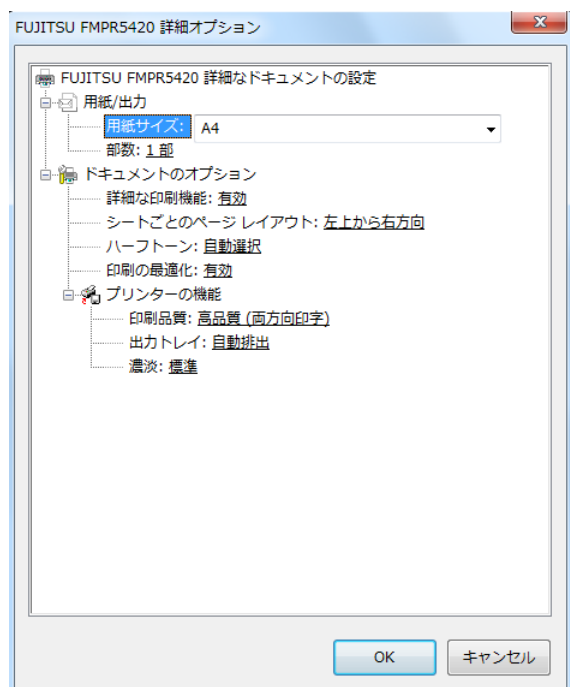 FUJITSU FMPR5420 詳細オプション
FUJITSU FMPR5420 詳細なドキュメントの設定
用紙/出力
用紙サイズ: A4
部数: 1 部
ドキュメントのオプション
詳細な印刷機能: 有効
シートごとのページ レイアウト: 左上から右方向
ハーフトーン: 自動選択
印刷の最適化: 有効
プリンターの機能
印刷品質: 高品質 (両方向印字)
出力トレイ: 自動排出
濃淡: 標準
OK キャンセル